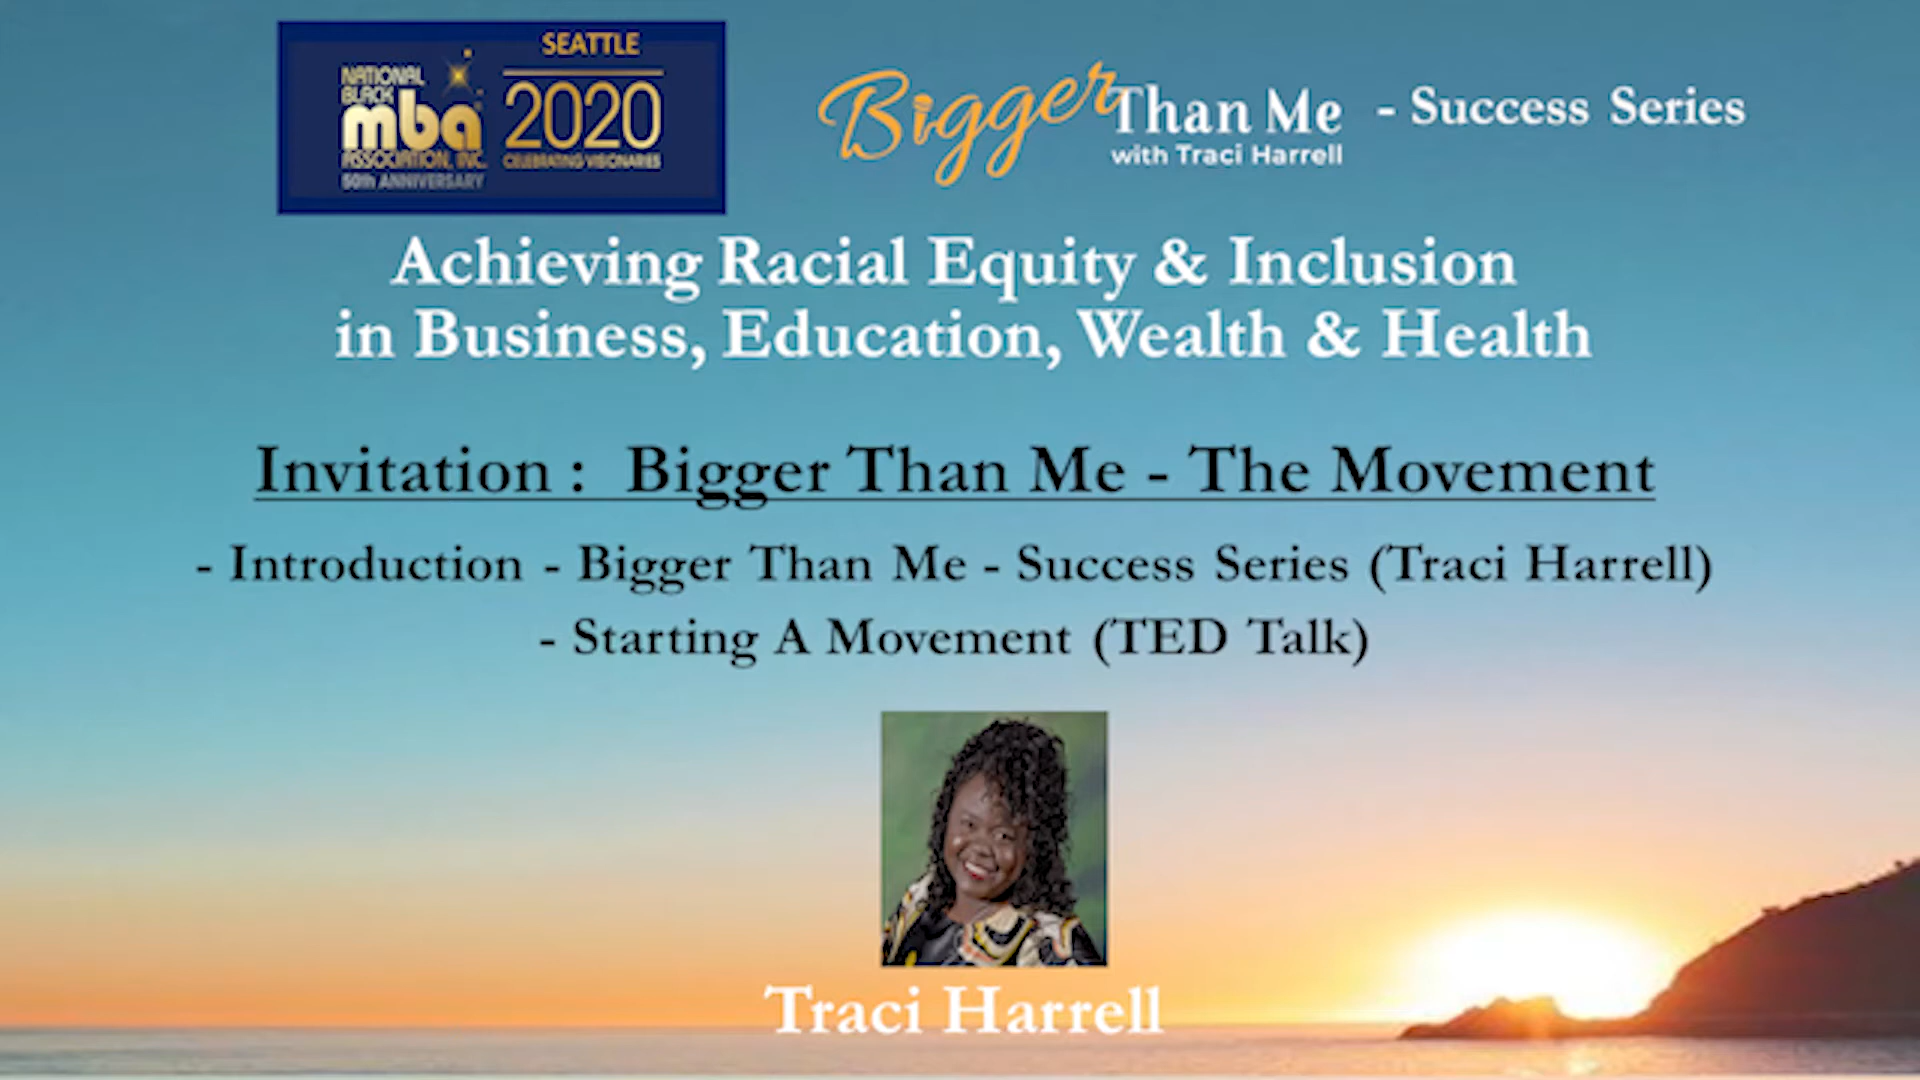 SEATTLE
NATIONAL
BLACK
mba
ASSOCIATION, INC.
50th ANNIVERSARY
2020
CELEBRATING VISIONARIES
Bigger Than Me - Success Series
with Traci Harrell
Achieving Racial Equity & Inclusion
in Business, Education, Wealth & Health
Invitation : Bigger Than Me - The Movement
- Introduction - Bigger Than Me - Success Series (Traci Harrell)
- Starting A Movement (TED Talk)
Traci Harrell